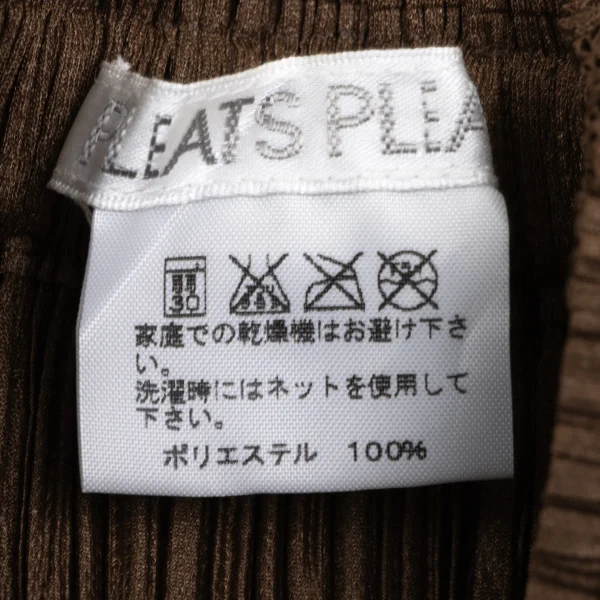 PLEATS PLEA
弱
30
家庭での乾燥機はお避け下さ
い。
洗濯時にはネットを使用して
下さい。
ポリエステル 100%